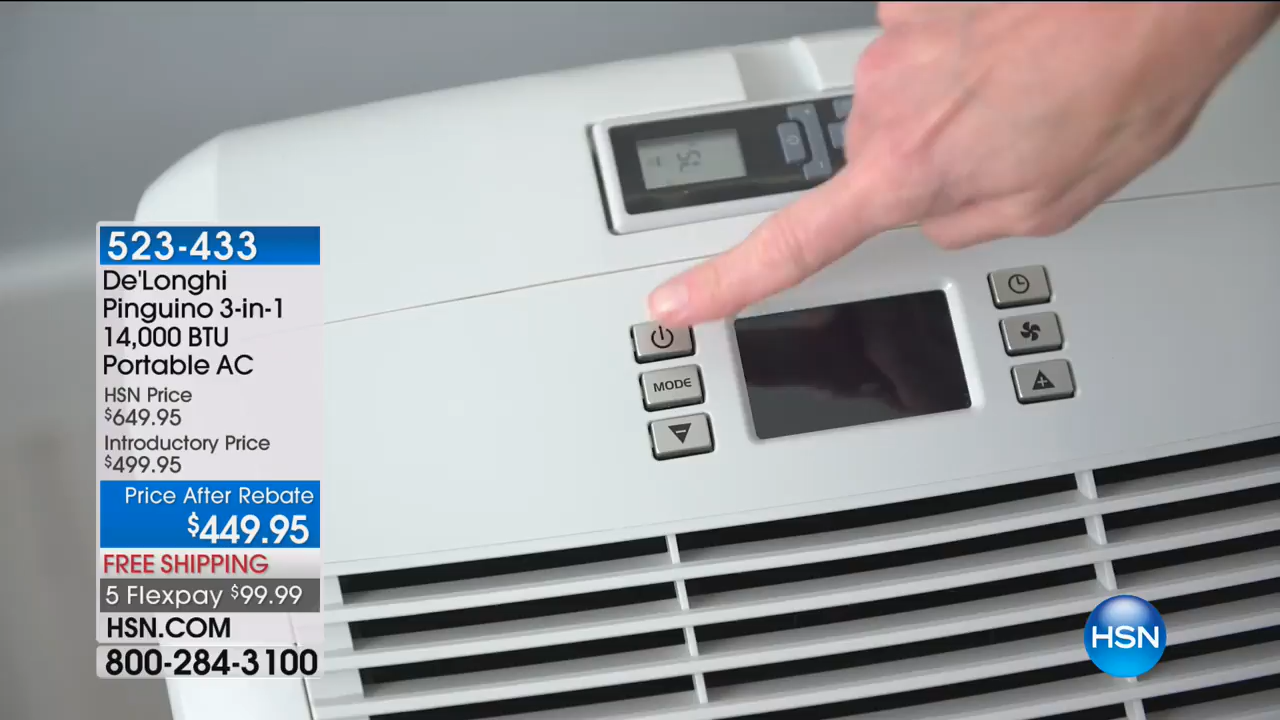 523-433
De'Longhi
Pinguino 3-in-1
14,000 BTU
Portable AC
HSN Price
$649.95
Introductory Price
$499.95
Price After Rebate
$449.95
FREE SHIPPING
5 Flexpay $99.99
HSN.COM
800-284-3100
75
MODE
HSN